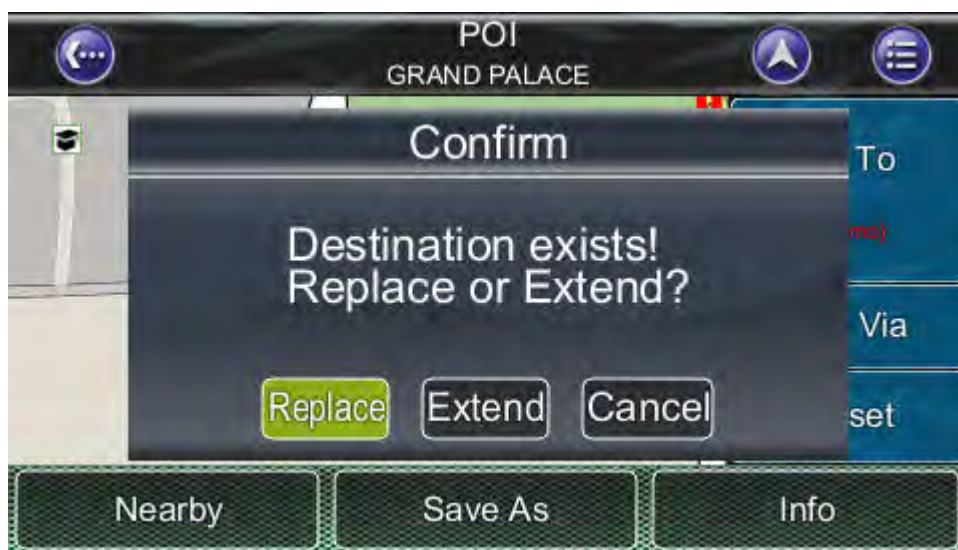 POI
GRAND PALACE
Confirm
To
Destination exists!
Replace or Extend?
Via
Replace
Extend
Cancel
set
Nearby
Save As
Info